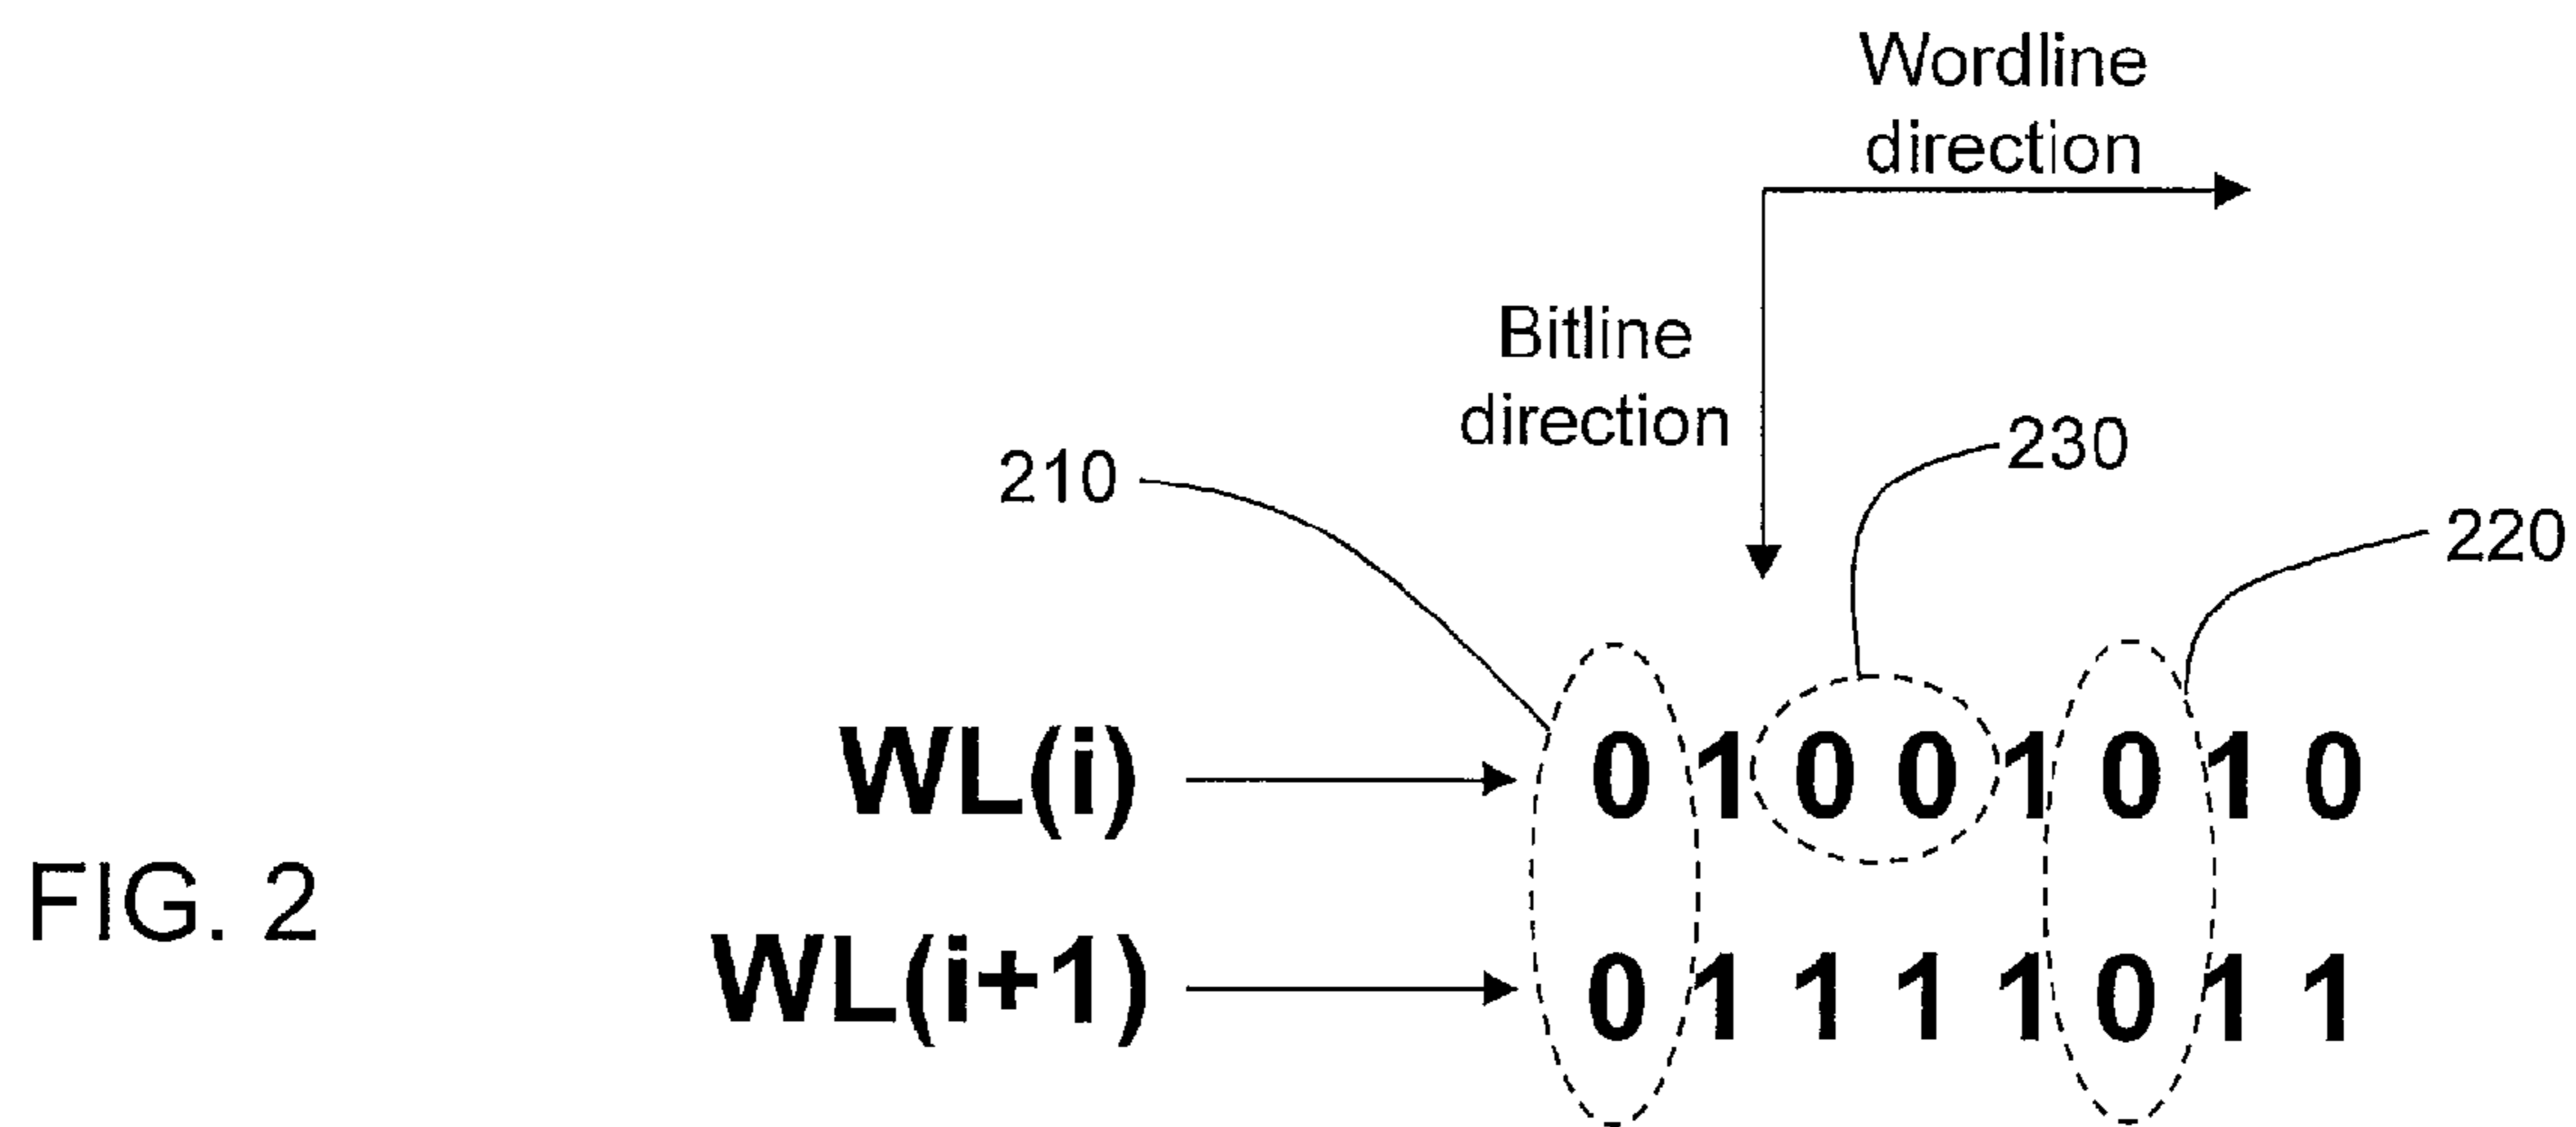 Wordline
direction
Bitline
direction
230
210
220
WL(i) 0 1 0 0 1 0 1 0
FIG. 2
WL(i+1) 0 1 1 1 1 0 1 1